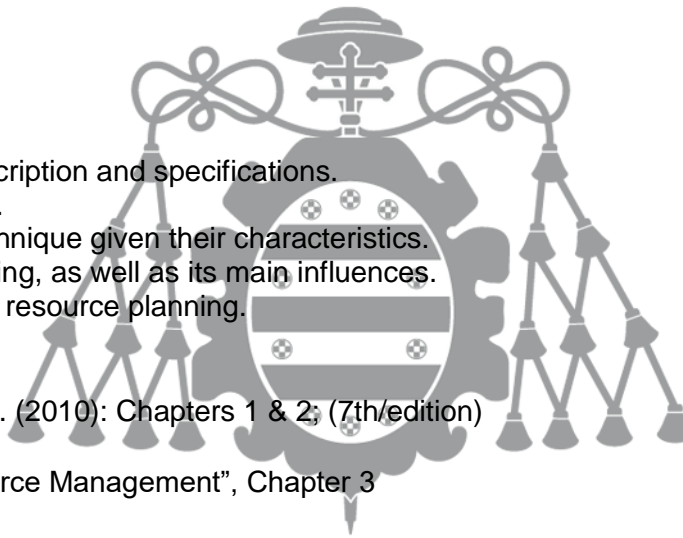 cription and specifications.
.
hnique given their characteristics.
ing, as well as its main influences.
resource planning.
. (2010): Chapters 1 & 2; (7th/edition)
rce Management”, Chapter 3